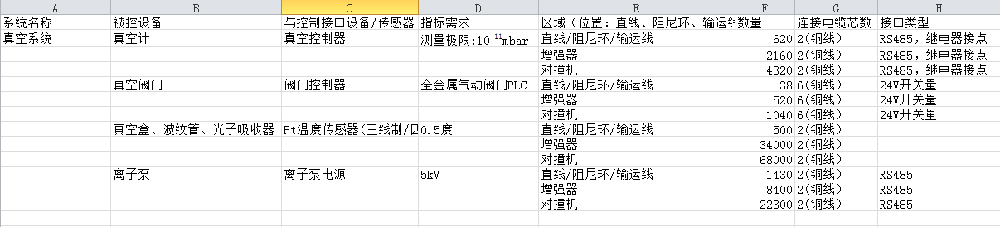 A B C D E F G H
系统名称 被控设备 与控制接口设备/传感器 指标需求 区域（位置：直线、阻尼环、输运线 数量 连接电缆芯数 接口类型
真空系统 真空计 真空控制器 测量极限:10⁻¹¹mbar 直线/阻尼环/输运线 620 2(铜线) RS485，继电器接点
增强器 2160 2(铜线) RS485，继电器接点
对撞机 4320 2(铜线) RS485，继电器接点
真空阀门 阀门控制器 全金属气动阀门PLC 直线/阻尼环/输运线 38 6(铜线) 24V开关量
增强器 520 6(铜线) 24V开关量
对撞机 1040 6(铜线) 24V开关量
真空盒、波纹管、光子吸收器 Pt温度传感器(三线制/四 0.5度 直线/阻尼环/输运线 500 2(铜线)
增强器 34000 2(铜线)
对撞机 68000 2(铜线)
离子泵 离子泵电源 5kV 直线/阻尼环/输运线 1430 2(铜线) RS485
增强器 8400 2(铜线) RS485
对撞机 22300 2(铜线) RS485